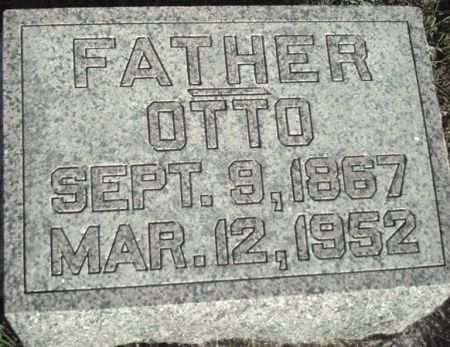 FATHER
OTTO
SEPT. 9, 1867
MAR. 12, 1952